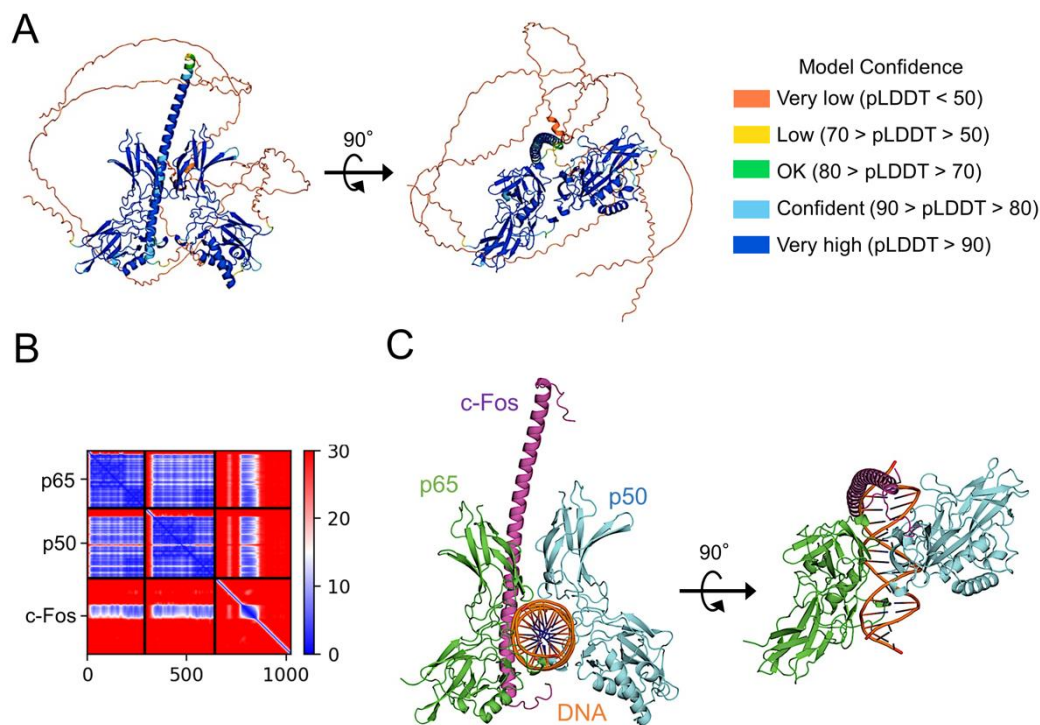 A
90°
Model Confidence
Very low (pLDDT < 50)
Low (70 > pLDDT > 50)
OK (80 > pLDDT > 70)
Confident (90 > pLDDT > 80)
Very high (pLDDT > 90)
B
p65
p50
c-Fos
0
500
1000
30
20
10
0
C
c-Fos
p65
p50
DNA
90°